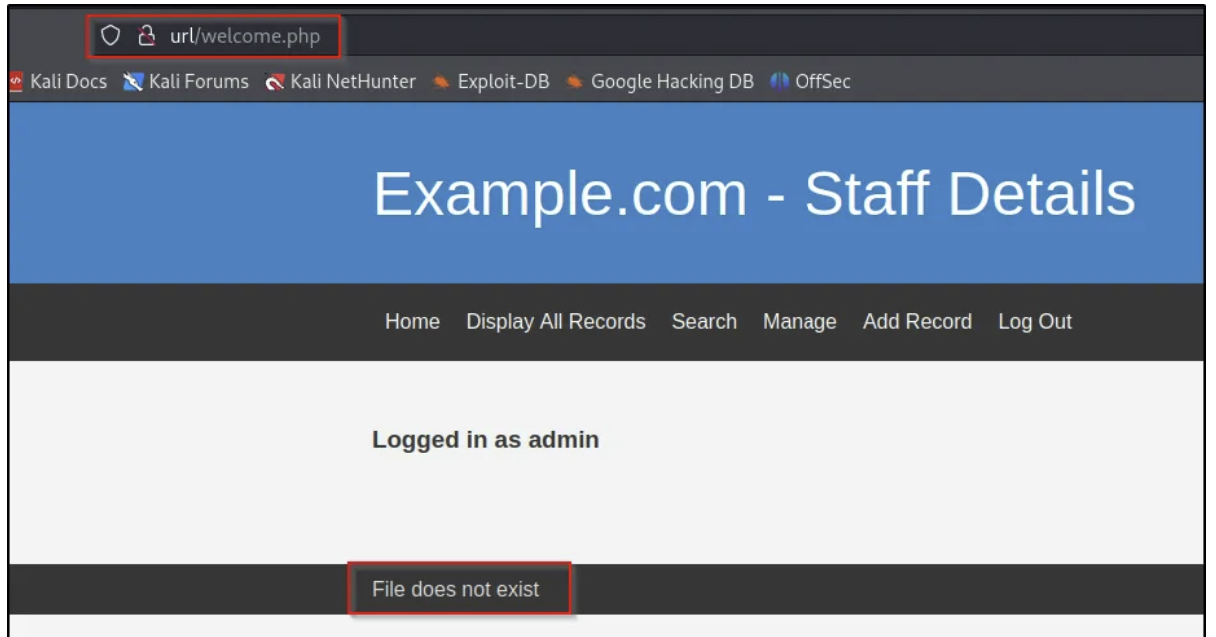 url/welcome.php
Kali Docs Kali Forums Kali NetHunter Exploit-DB Google Hacking DB OffSec
Example.com - Staff Details
Home Display All Records Search Manage Add Record Log Out
Logged in as admin
File does not exist